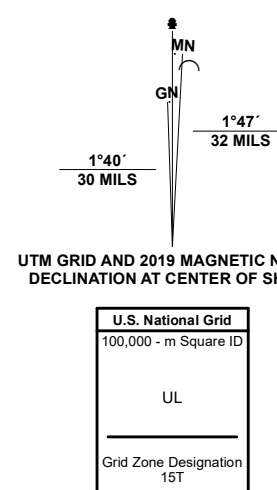 MN
GN
1°47´
32 MILS
1°40´
30 MILS
UTM GRID AND 2019 MAGNETIC N
DECLINATION AT CENTER OF SH
U.S. National Grid
100,000 - m Square ID
UL
Grid Zone Designation
15T